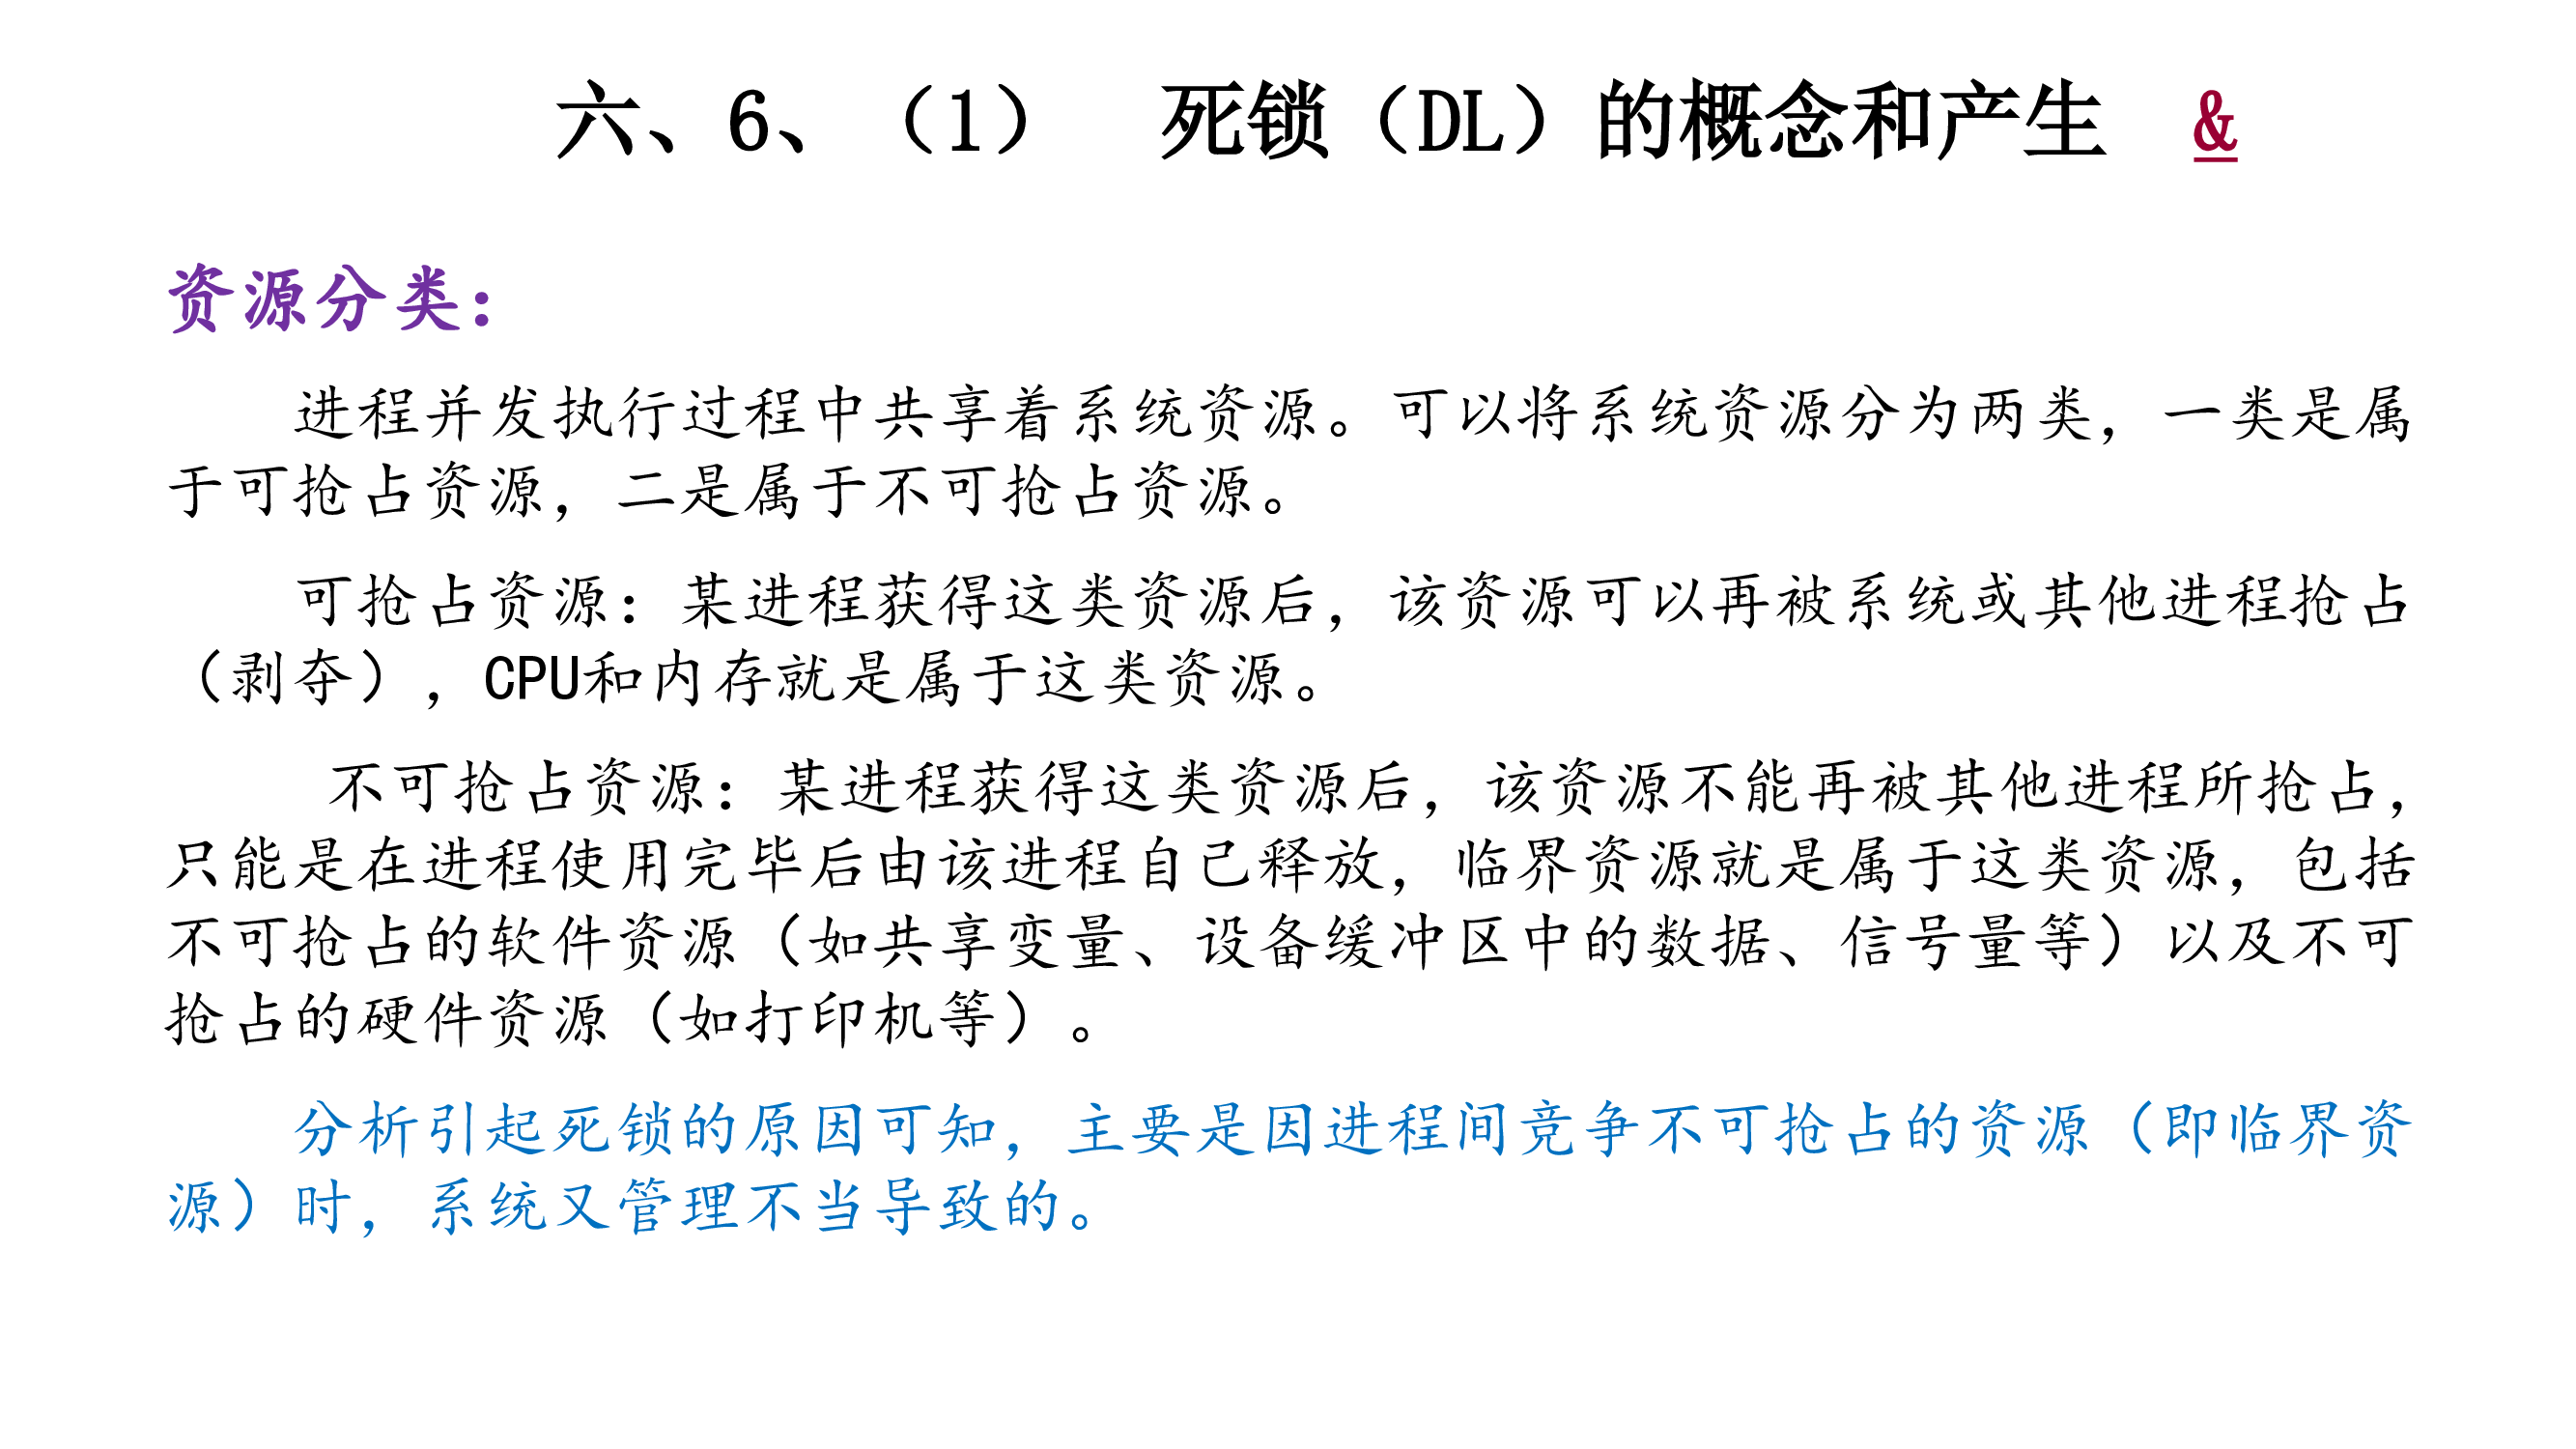 六、6、（1） 死锁（DL）的概念和产生 &
资源分类：
进程并发执行过程中共享着系统资源。可以将系统资源分为两类，一类是属
于可抢占资源，二是属于不可抢占资源。
可抢占资源：某进程获得这类资源后，该资源可以再被系统或其他进程抢占
（剥夺），CPU和内存就是属于这类资源。
不可抢占资源：某进程获得这类资源后，该资源不能再被其他进程所抢占，
只能是在进程使用完毕后由该进程自己释放，临界资源就是属于这类资源，包括
不可抢占的软件资源（如共享变量、设备缓冲区中的数据、信号量等）以及不可
抢占的硬件资源（如打印机等）。
分析引起死锁的原因可知，主要是因进程间竞争不可抢占的资源（即临界资
源）时，系统又管理不当导致的。